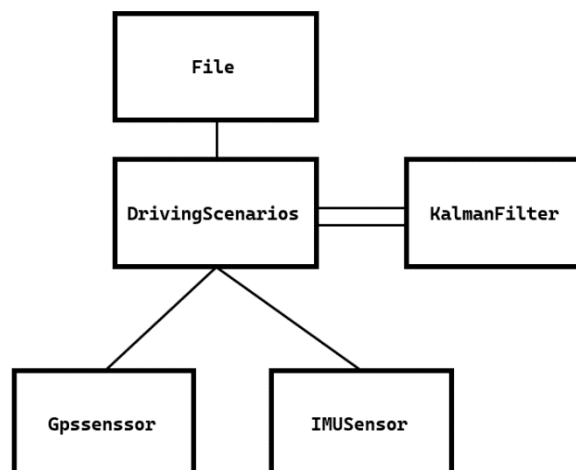 File
DrivingScenarios
KalmanFilter
Gpssenssor
IMUSensor